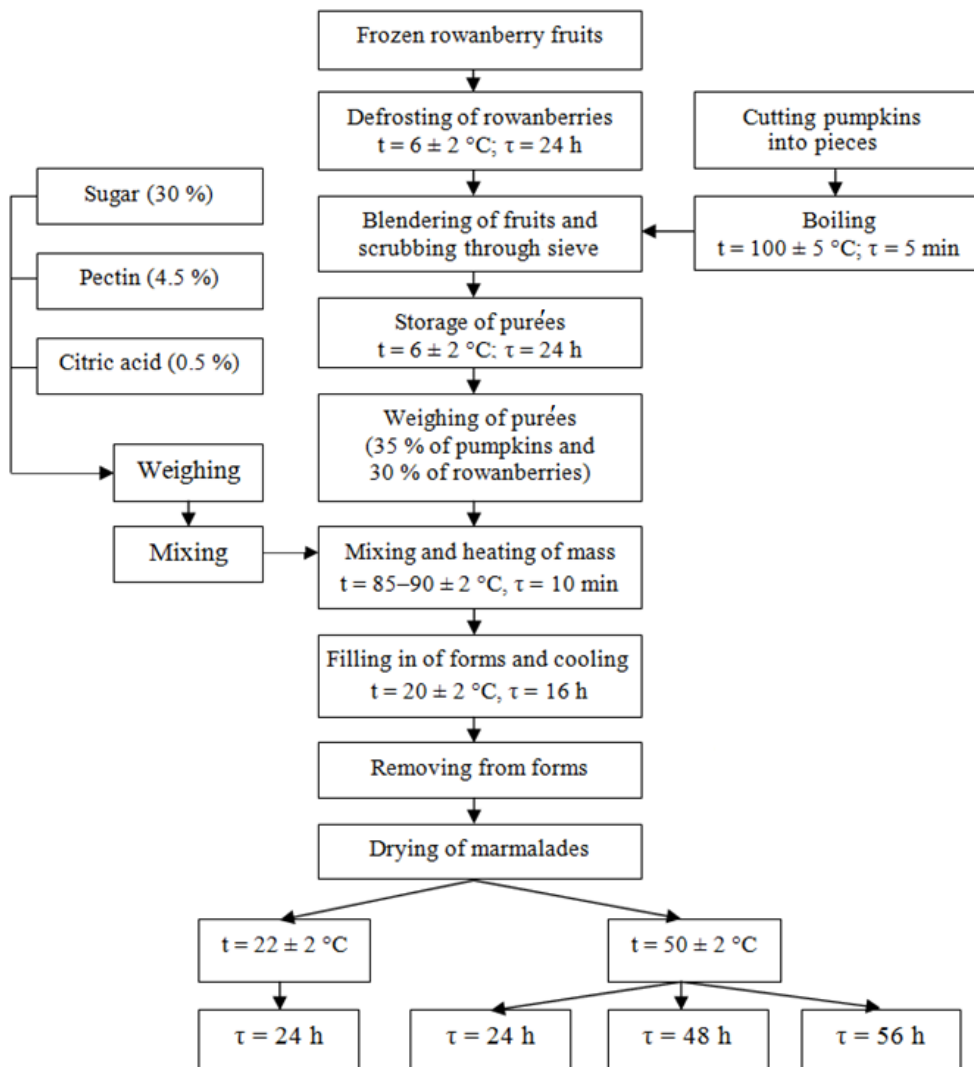 Frozen rowanberry fruits
Defrosting of rowanberries
t = 6 ± 2 °C; τ = 24 h
Cutting pumpkins
into pieces
Sugar (30 %)
Blendering of fruits and
scrubbing through sieve
Boiling
t = 100 ± 5 °C; τ = 5 min
Pectin (4.5 %)
Storage of purées
t = 6 ± 2 °C: τ = 24 h
Citric acid (0.5 %)
Weighing of purées
(35 % of pumpkins and
30 % of rowanberries)
Weighing
Mixing
Mixing and heating of mass
t = 85–90 ± 2 °C, τ = 10 min
Filling in of forms and cooling
t = 20 ± 2 °C, τ = 16 h
Removing from forms
Drying of marmalades
t = 22 ± 2 °C
t = 50 ± 2 °C
τ = 24 h
τ = 24 h
τ = 48 h
τ = 56 h